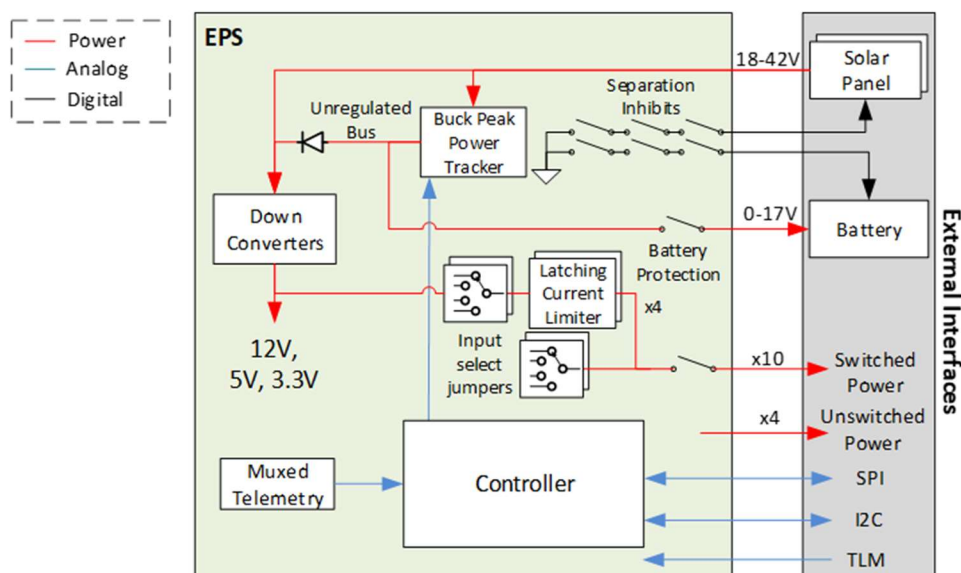 Power
Analog
Digital
EPS
18-42V
Solar
Panel
Separation
Inhibits
Unregulated
Bus
Buck Peak
Power
Tracker
Down
Converters
0-17V
Battery
Battery
Protection
Latching
Current
Limiter
x4
Input
select
jumpers
12V,
5V, 3.3V
x10
Switched
Power
x4
Unswitched
Power
Controller
Muxed
Telemetry
SPI
I2C
TLM
External Interfaces